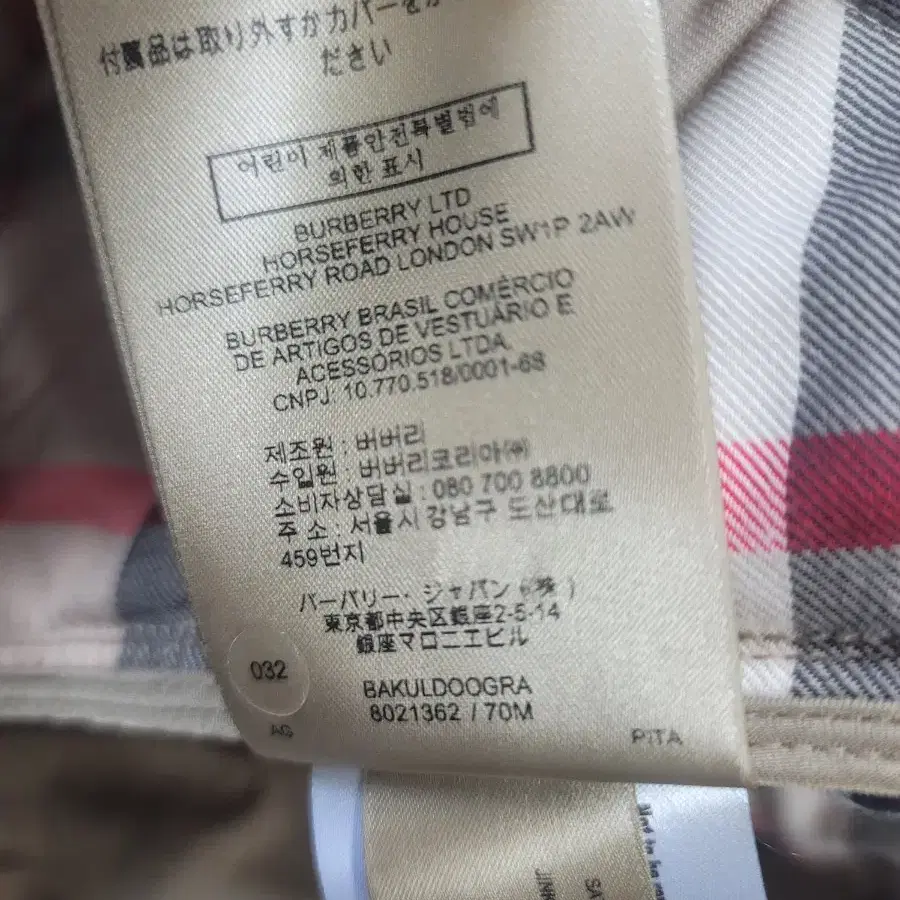 付属品は取り外すかカバーをか
ださい
어린이 제품안전특별법에
의한 표시
BURBERRY LTD
HORSEFERRY HOUSE
HORSEFERRY ROAD LONDON SW1P 2AW
BURBERRY BRASIL COMÉRCIO
DE ARTIGOS DE VESTUÁRIO E
ACESSÓRIOS LTDA.
CNPJ: 10.770.518/0001-68
제조원 : 버버리
수입원 : 버버리코리아㈜
소비자상담실 : 080 700 8800
주 소 : 서울시 강남구 도산대로
459번지
バーバリー・ジャパン(株)
東京都中央区銀座2-5-14
銀座マロニエビル
032
BAKULDOOGRA
8021362 / 70M
AG
PITA